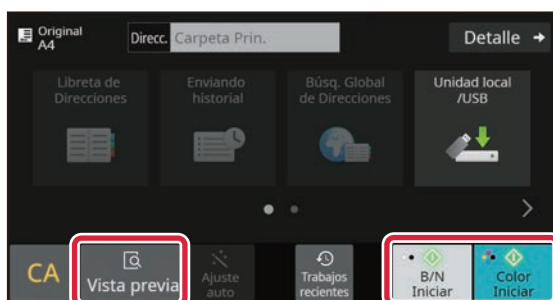 Original
A4
Direcc. Carpeta Prin.
Detalle
Libreta de
Direcciones
Enviando
historial
Búsq. Global
de Direcciones
Unidad local
/USB
CA
Vista previa
Ajuste
auto
Trabajos
recientes
B/N
Iniciar
Color
Iniciar